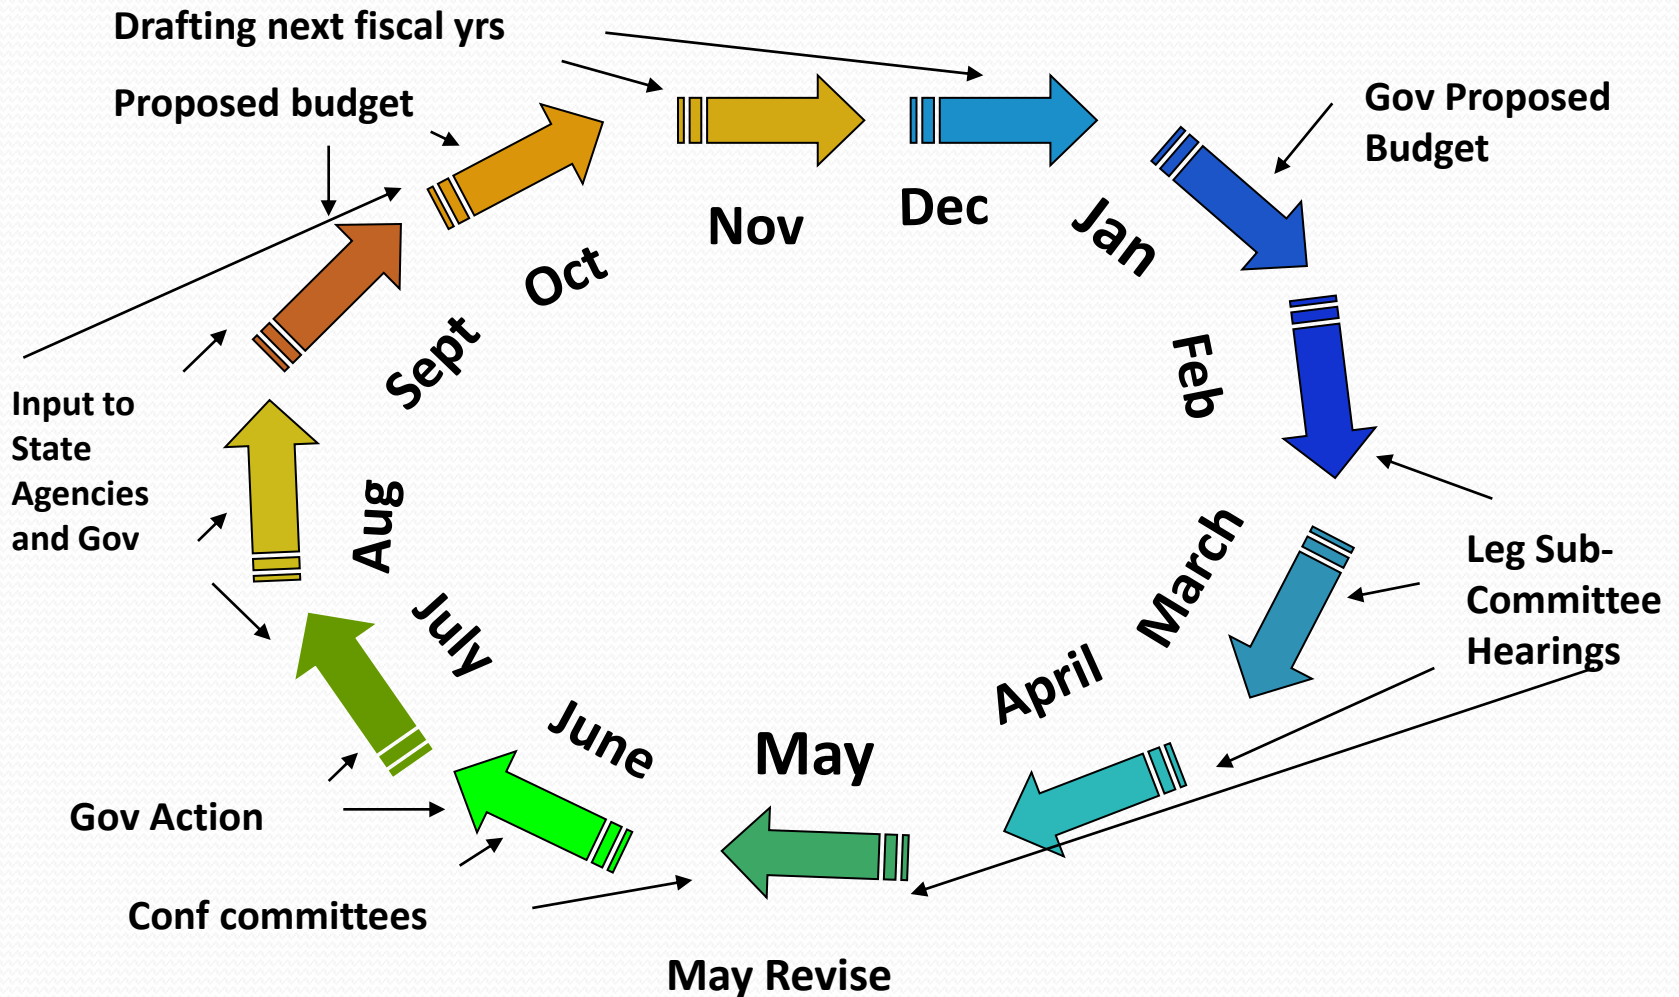 Drafting next fiscal yrs
Proposed budget
Gov Proposed
Budget
Nov
Dec
Jan
Oct
Sept
Feb
Input to
State
Agencies
and Gov
Aug
March
Leg Sub-
Committee
Hearings
July
April
June
May
Gov Action
Conf committees
May Revise